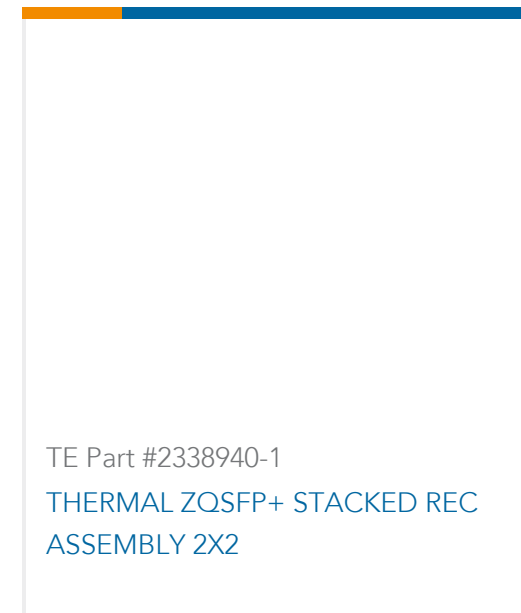 TE Part #2338940-1
THERMAL ZQSFP+ STACKED REC
ASSEMBLY 2X2